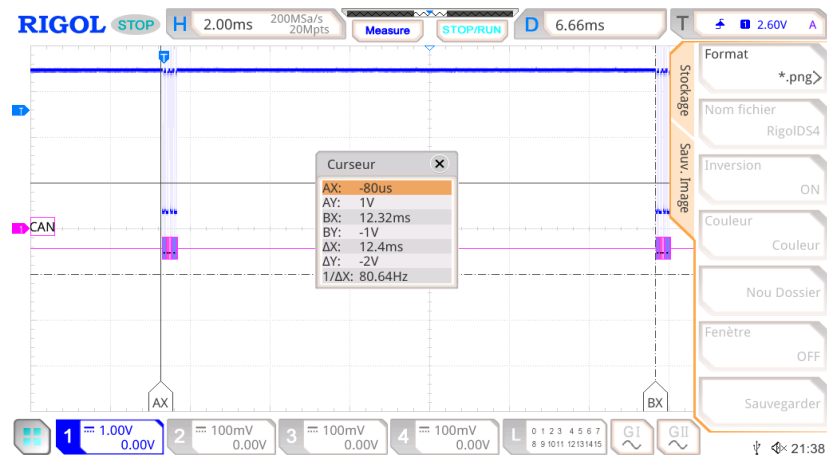 RIGOL STOP H 2.00ms 200MSa/s 20Mpts Measure STOP/RUN D 6.66ms T 1 2.60V A
T
T
1 CAN
Curseur
AX: -80us
AY: 1V
BX: 12.32ms
BY: -1V
ΔX: 12.4ms
ΔY: -2V
1/ΔX: 80.64Hz
AX
BX
Stockage
Sauv. Image
Format
*.png
Nom fichier
RigolDS4
Inversion
ON
Couleur
Couleur
Nou Dossier
Fenêtre
OFF
Sauvegarder
1 1.00V 0.00V
2 100mV 0.00V
3 100mV 0.00V
4 100mV 0.00V
L 0 1 2 3 4 5 6 7
8 9 10 11 12 13 14 15
GI
GII
21:38